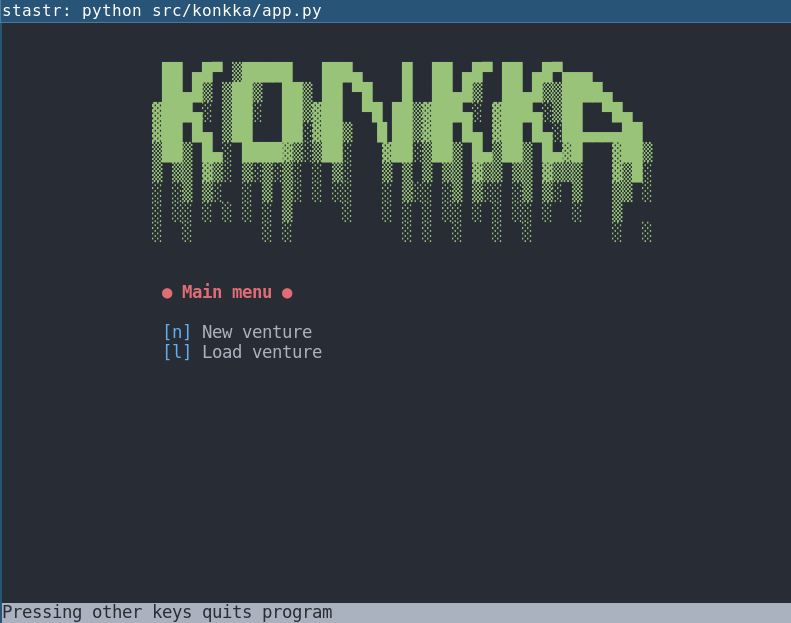 stastr: python src/konkka/app.py
KONKKA
● Main menu ●
[n] New venture
[l] Load venture
Pressing other keys quits program